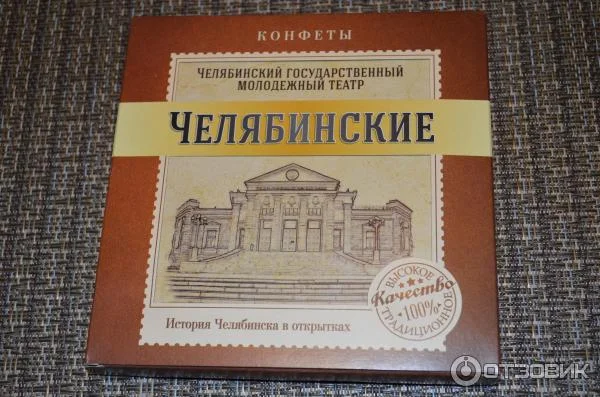 КОНФЕТЫ
ЧЕЛЯБИНСКИЙ ГОСУДАРСТВЕННЫЙ
МОЛОДЕЖНЫЙ ТЕАТР
ЧЕЛЯБИНСКИЕ
ВЫСОКОЕ
Качество
100%
ТРАДИЦИОННОЕ
История Челябинска в открытках
ОТЗОВИК